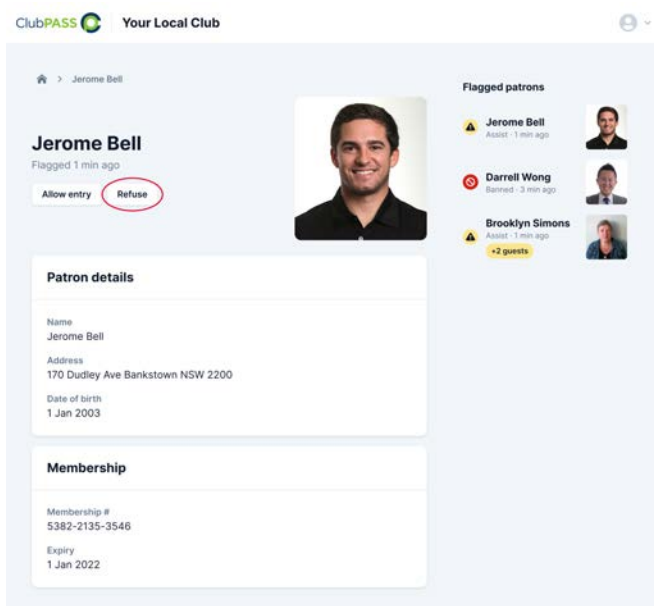 ClubPASS Your Local Club
> Jerome Bell
Jerome Bell
Flagged 1 min ago
Allow entry Refuse
Patron details
Name
Jerome Bell
Address
170 Dudley Ave Bankstown NSW 2200
Date of birth
1 Jan 2003
Membership
Membership #
5382-2135-3546
Expiry
1 Jan 2022
Flagged patrons
Jerome Bell
Assist · 1 min ago
Darrell Wong
Banned · 3 min ago
Brooklyn Simons
Assist · 1 min ago
+2 guests